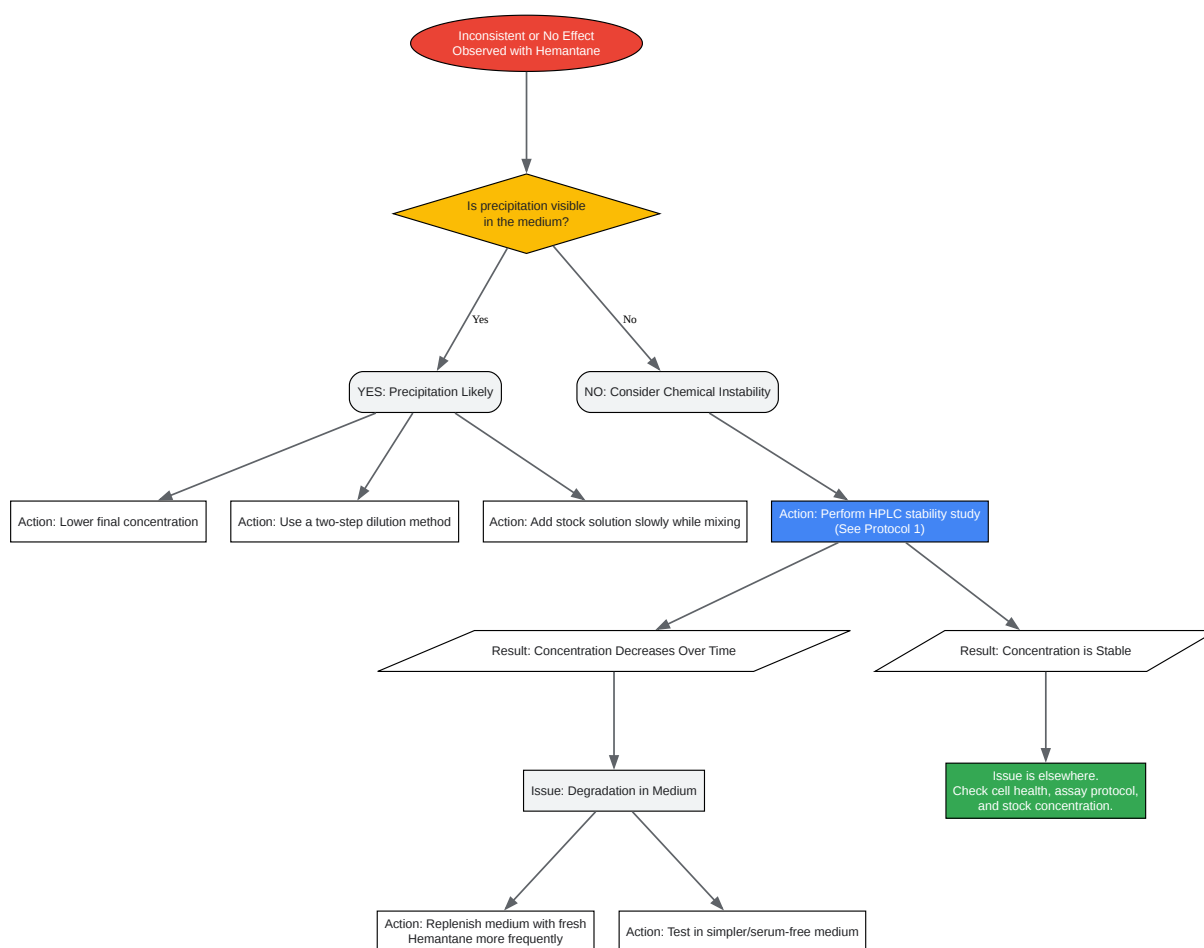 Inconsistent or No Effect
Observed with Hemantane
Is precipitation visible
in the medium?
Yes
No
YES: Precipitation Likely
NO: Consider Chemical Instability
Action: Lower final concentration
Action: Use a two-step dilution method
Action: Add stock solution slowly while mixing
Action: Perform HPLC stability study
(See Protocol 1)
Result: Concentration Decreases Over Time
Result: Concentration is Stable
Issue: Degradation in Medium
Issue is elsewhere.
Check cell health, assay protocol,
and stock concentration.
Action: Replenish medium with fresh
Hemantane more frequently
Action: Test in simpler/serum-free medium